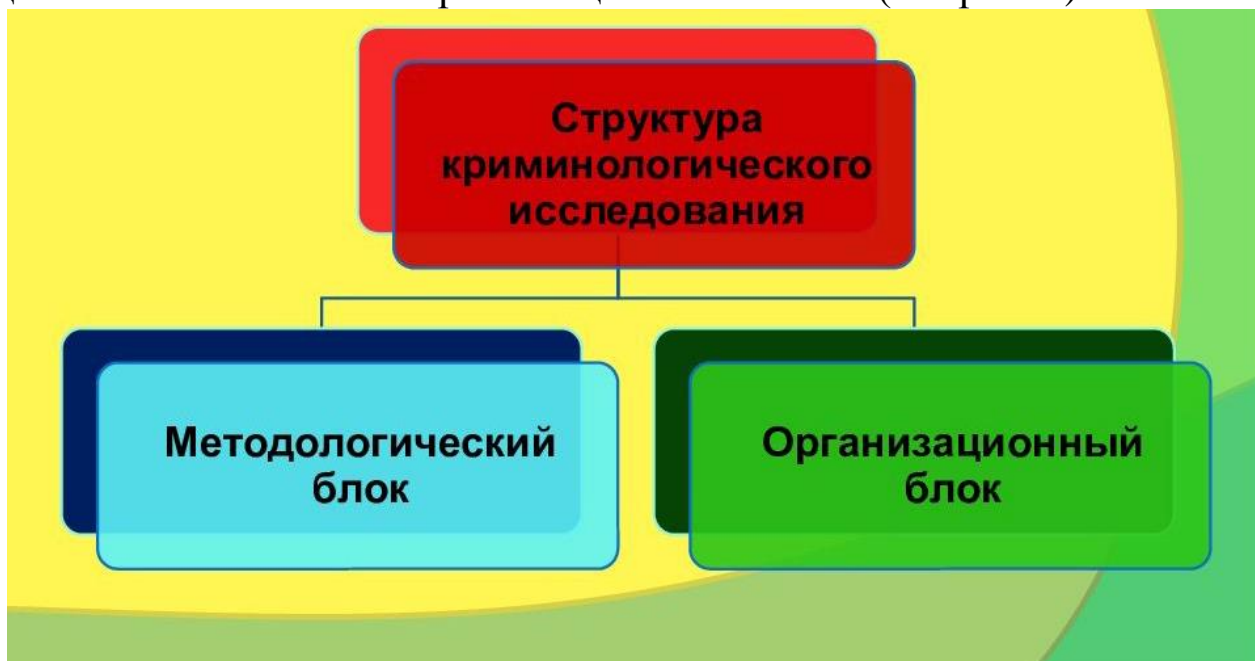 Структура
криминологического
исследования
Методологический
блок
Организационный
блок